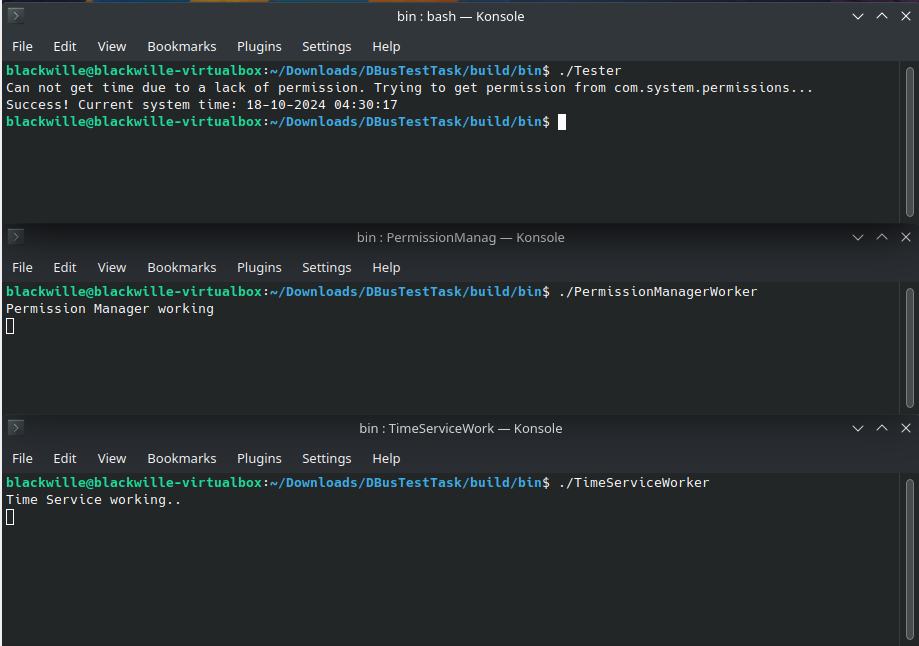 bin : bash — Konsole
File Edit View Bookmarks Plugins Settings Help
blackwille@blackwille-virtualbox:~/Downloads/DBusTestTask/build/bin$ ./Tester
Can not get time due to a lack of permission. Trying to get permission from com.system.permissions...
Success! Current system time: 18-10-2024 04:30:17
blackwille@blackwille-virtualbox:~/Downloads/DBusTestTask/build/bin$
bin : PermissionManag — Konsole
File Edit View Bookmarks Plugins Settings Help
blackwille@blackwille-virtualbox:~/Downloads/DBusTestTask/build/bin$ ./PermissionManagerWorker
Permission Manager working
bin : TimeServiceWork — Konsole
File Edit View Bookmarks Plugins Settings Help
blackwille@blackwille-virtualbox:~/Downloads/DBusTestTask/build/bin$ ./TimeServiceWorker
Time Service working..